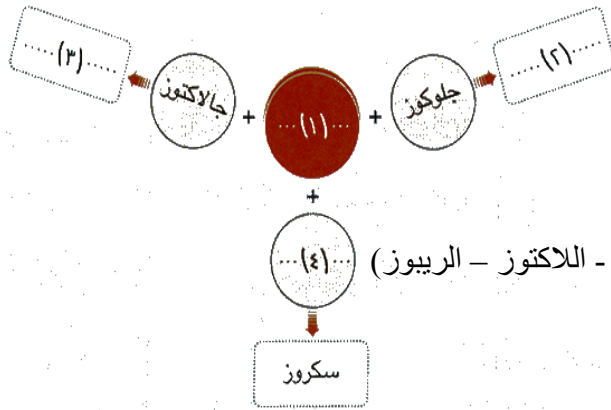 .....(٢).....
جلوكوز
+
...(١)...
+
جالاكتوز
.....(٣).....
+
...(٤)...
- اللاكتوز – الريبوز)
سكروز